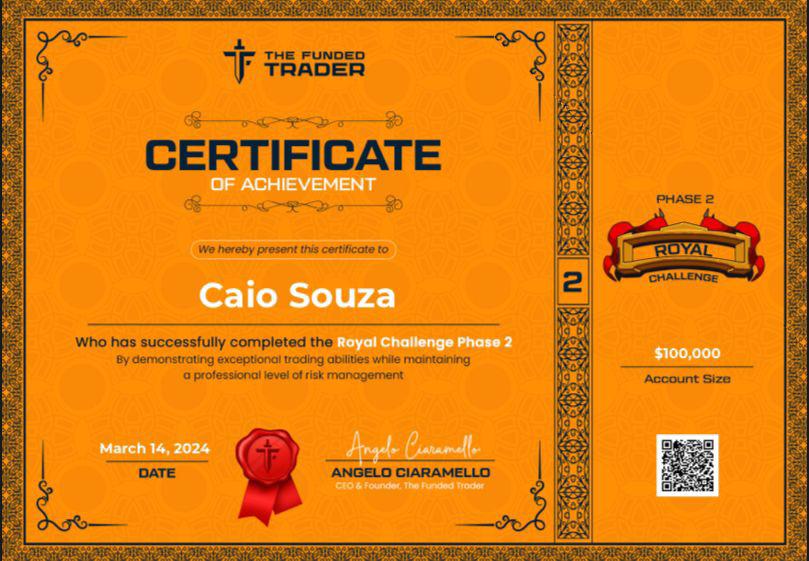 THE FUNDED
TRADER
CERTIFICATE
OF ACHIEVEMENT
We hereby present this certificate to
Caio Souza
Who has successfully completed the Royal Challenge Phase 2
By demonstrating exceptional trading abilities while maintaining
a professional level of risk management
March 14, 2024
DATE
Angelo Ciaramello
ANGELO CIARAMELLO
CEO & Founder, The Funded Trader
2
PHASE 2
ROYAL
CHALLENGE
$100,000
Account Size